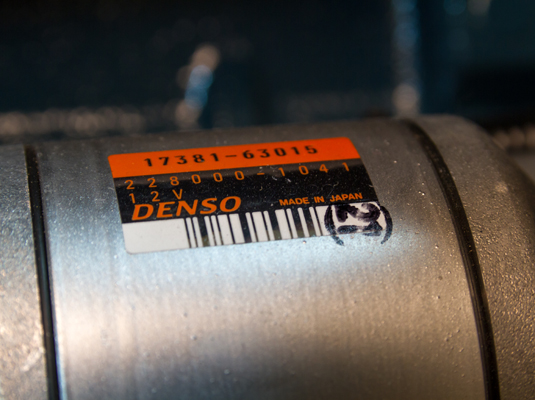 17381-63015
228000-1041
12V
DENSO MADE IN JAPAN